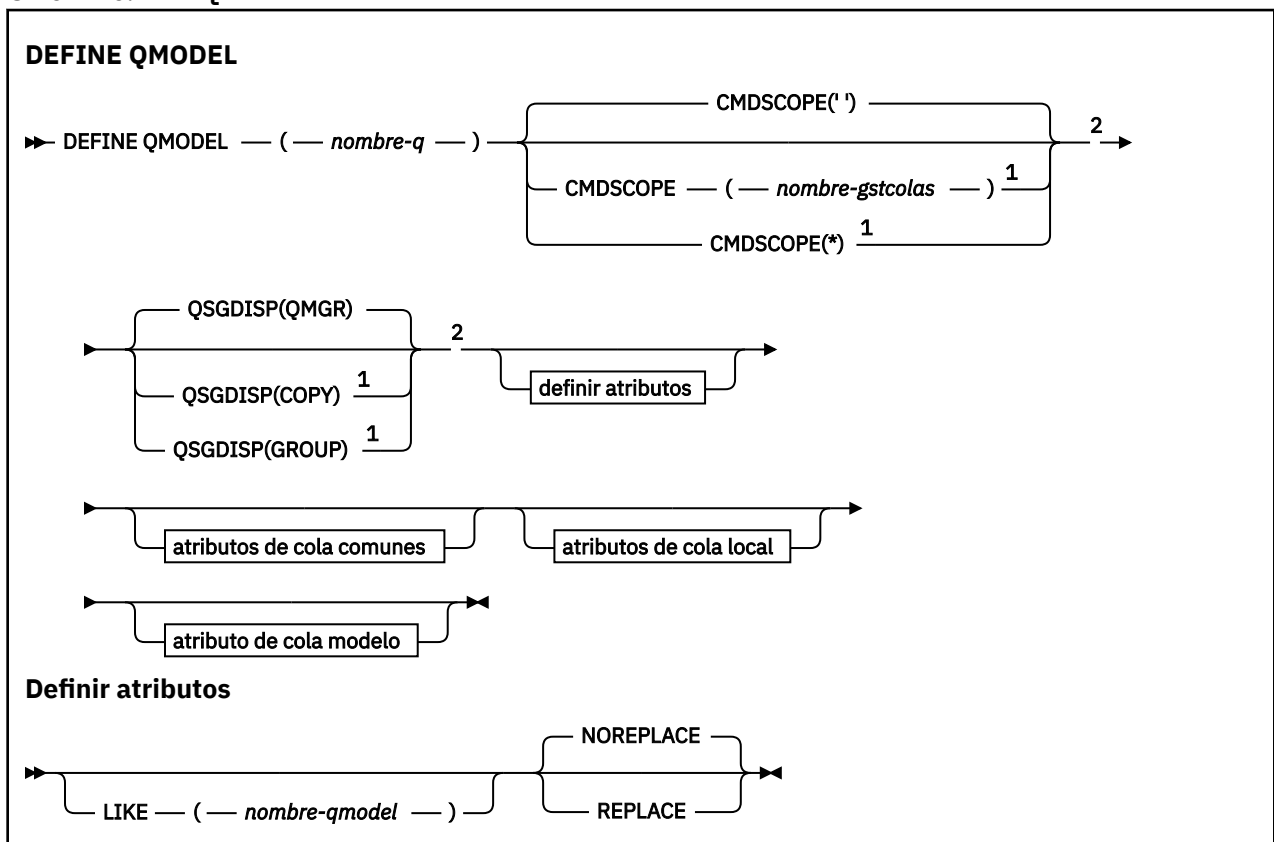 DEFINE QMODEL
CMDSCOPE(' ')
DEFINE QMODEL ( nombre-q ) 2
CMDSCOPE ( nombre-gstcolas ) 1
CMDSCOPE(*) 1
QSGDISP(QMGR)
2
definir atributos
QSGDISP(COPY) 1
QSGDISP(GROUP) 1
atributos de cola comunes atributos de cola local
atributo de cola modelo
Definir atributos
NOREPLACE
LIKE ( nombre-qmodel ) REPLACE